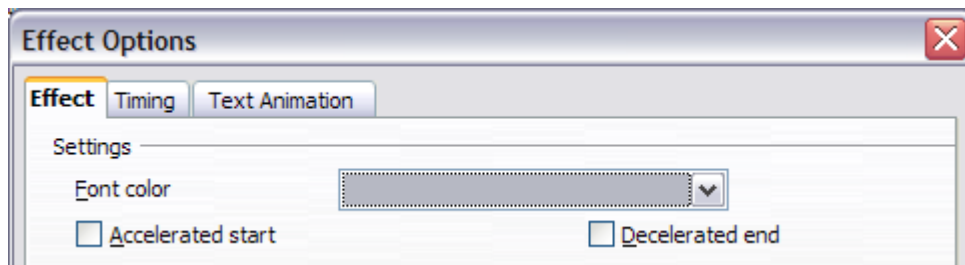 Effect Options
Effect Timing Text Animation
Settings
Font color
Accelerated start Decelerated end